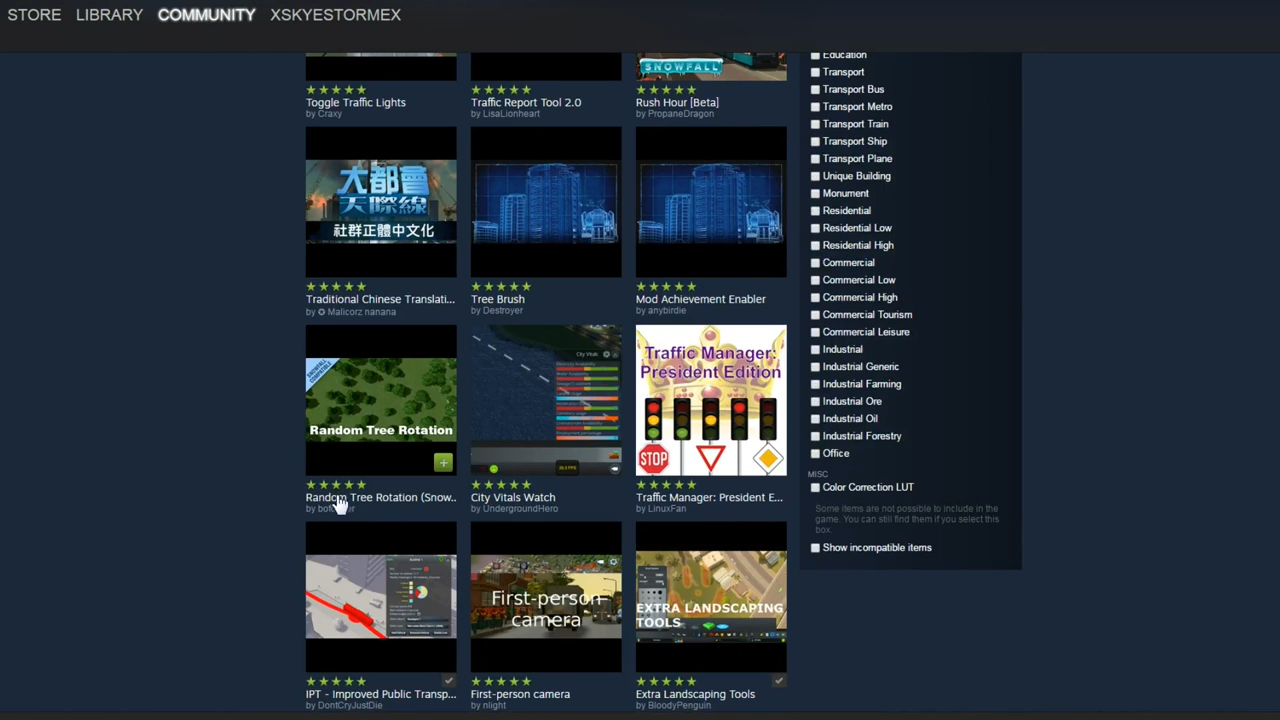 STORE LIBRARY COMMUNITY XSKYESTORMEX
SNOWFALL
Toggle Traffic Lights
by Craxy
Traffic Report Tool 2.0
by LisaLionheart
Rush Hour [Beta]
by PropaneDragon
大都會
天際線
社群正體中文化
Traditional Chinese Translati...
by Malicorz nanana
Tree Brush
by Destroyer
Mod Achievement Enabler
by anybirdie
Random Tree Rotation
Random Tree Rotation (Snow...
City Vitals
City Vitals Watch
by UndergroundHero
Traffic Manager:
President Edition
STOP
Traffic Manager: President E...
by LinuxFan
IPT - Improved Public Transp...
by DontCryJustDie
First-person
camera
First-person camera
by nlight
EXTRA LANDSCAPING
TOOLS
Extra Landscaping Tools
by BloodyPenguin
Education
Transport
Transport Bus
Transport Metro
Transport Train
Transport Ship
Transport Plane
Unique Building
Monument
Residential
Residential Low
Residential High
Commercial
Commercial Low
Commercial High
Commercial Tourism
Commercial Leisure
Industrial
Industrial Generic
Industrial Farming
Industrial Ore
Industrial Oil
Industrial Forestry
Office
MISC
Color Correction LUT
Some items are not possible to include in the
game. You can still find them if you select this
box.
Show incompatible items